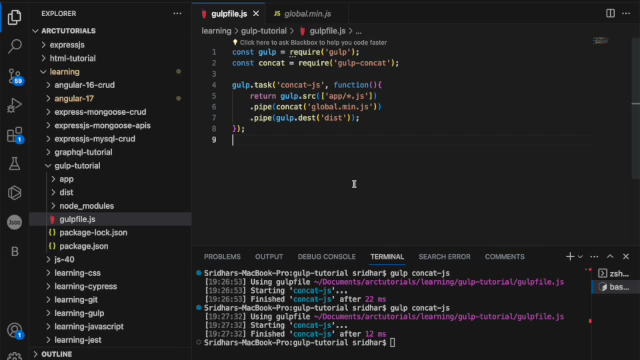 EXPLORER
gulpfile.js
global.min.js
ARCTUTORIALS
learning > gulp-tutorial > gulpfile.js > ...
Click here to ask Blackbox to help you code faster
expressjs
html-tutorial
learning
angular-16-crud
angular-17
express-mongoose-crud
expressjs-mongoose-apis
expressjs-mysql-crud
graphql-tutorial
gulp-tutorial
app
dist
node_modules
gulpfile.js
package-lock.json
package.json
js-40
learning-css
learning-cypress
learning-git
learning-gulp
learning-javascript
learning-jest
OUTLINE
59
1
Json
B
1
1 const gulp = require('gulp');
2 const concat = require('gulp-concat');
3
4 gulp.task('concat-js', function(){
5 return gulp.src(['app/*.js'])
6 .pipe(concat('global.min.js'))
7 .pipe(gulp.dest('dist'));
8 });
9
PROBLEMS OUTPUT DEBUG CONSOLE TERMINAL SEARCH ERROR COMMENTS
Sridhars-MacBook-Pro:gulp-tutorial sridhar$ gulp concat-js
[19:26:53] Using gulpfile ~/Documents/arctutorials/learning/gulp-tutorial/gulpfile.js
[19:26:53] Starting 'concat-js'...
[19:26:53] Finished 'concat-js' after 22 ms
Sridhars-MacBook-Pro:gulp-tutorial sridhar$ gulp concat-js
[19:27:32] Using gulpfile ~/Documents/arctutorials/learning/gulp-tutorial/gulpfile.js
[19:27:32] Starting 'concat-js'...
[19:27:32] Finished 'concat-js' after 12 ms
Sridhars-MacBook-Pro:gulp-tutorial sridhar$
zsh...
bas...